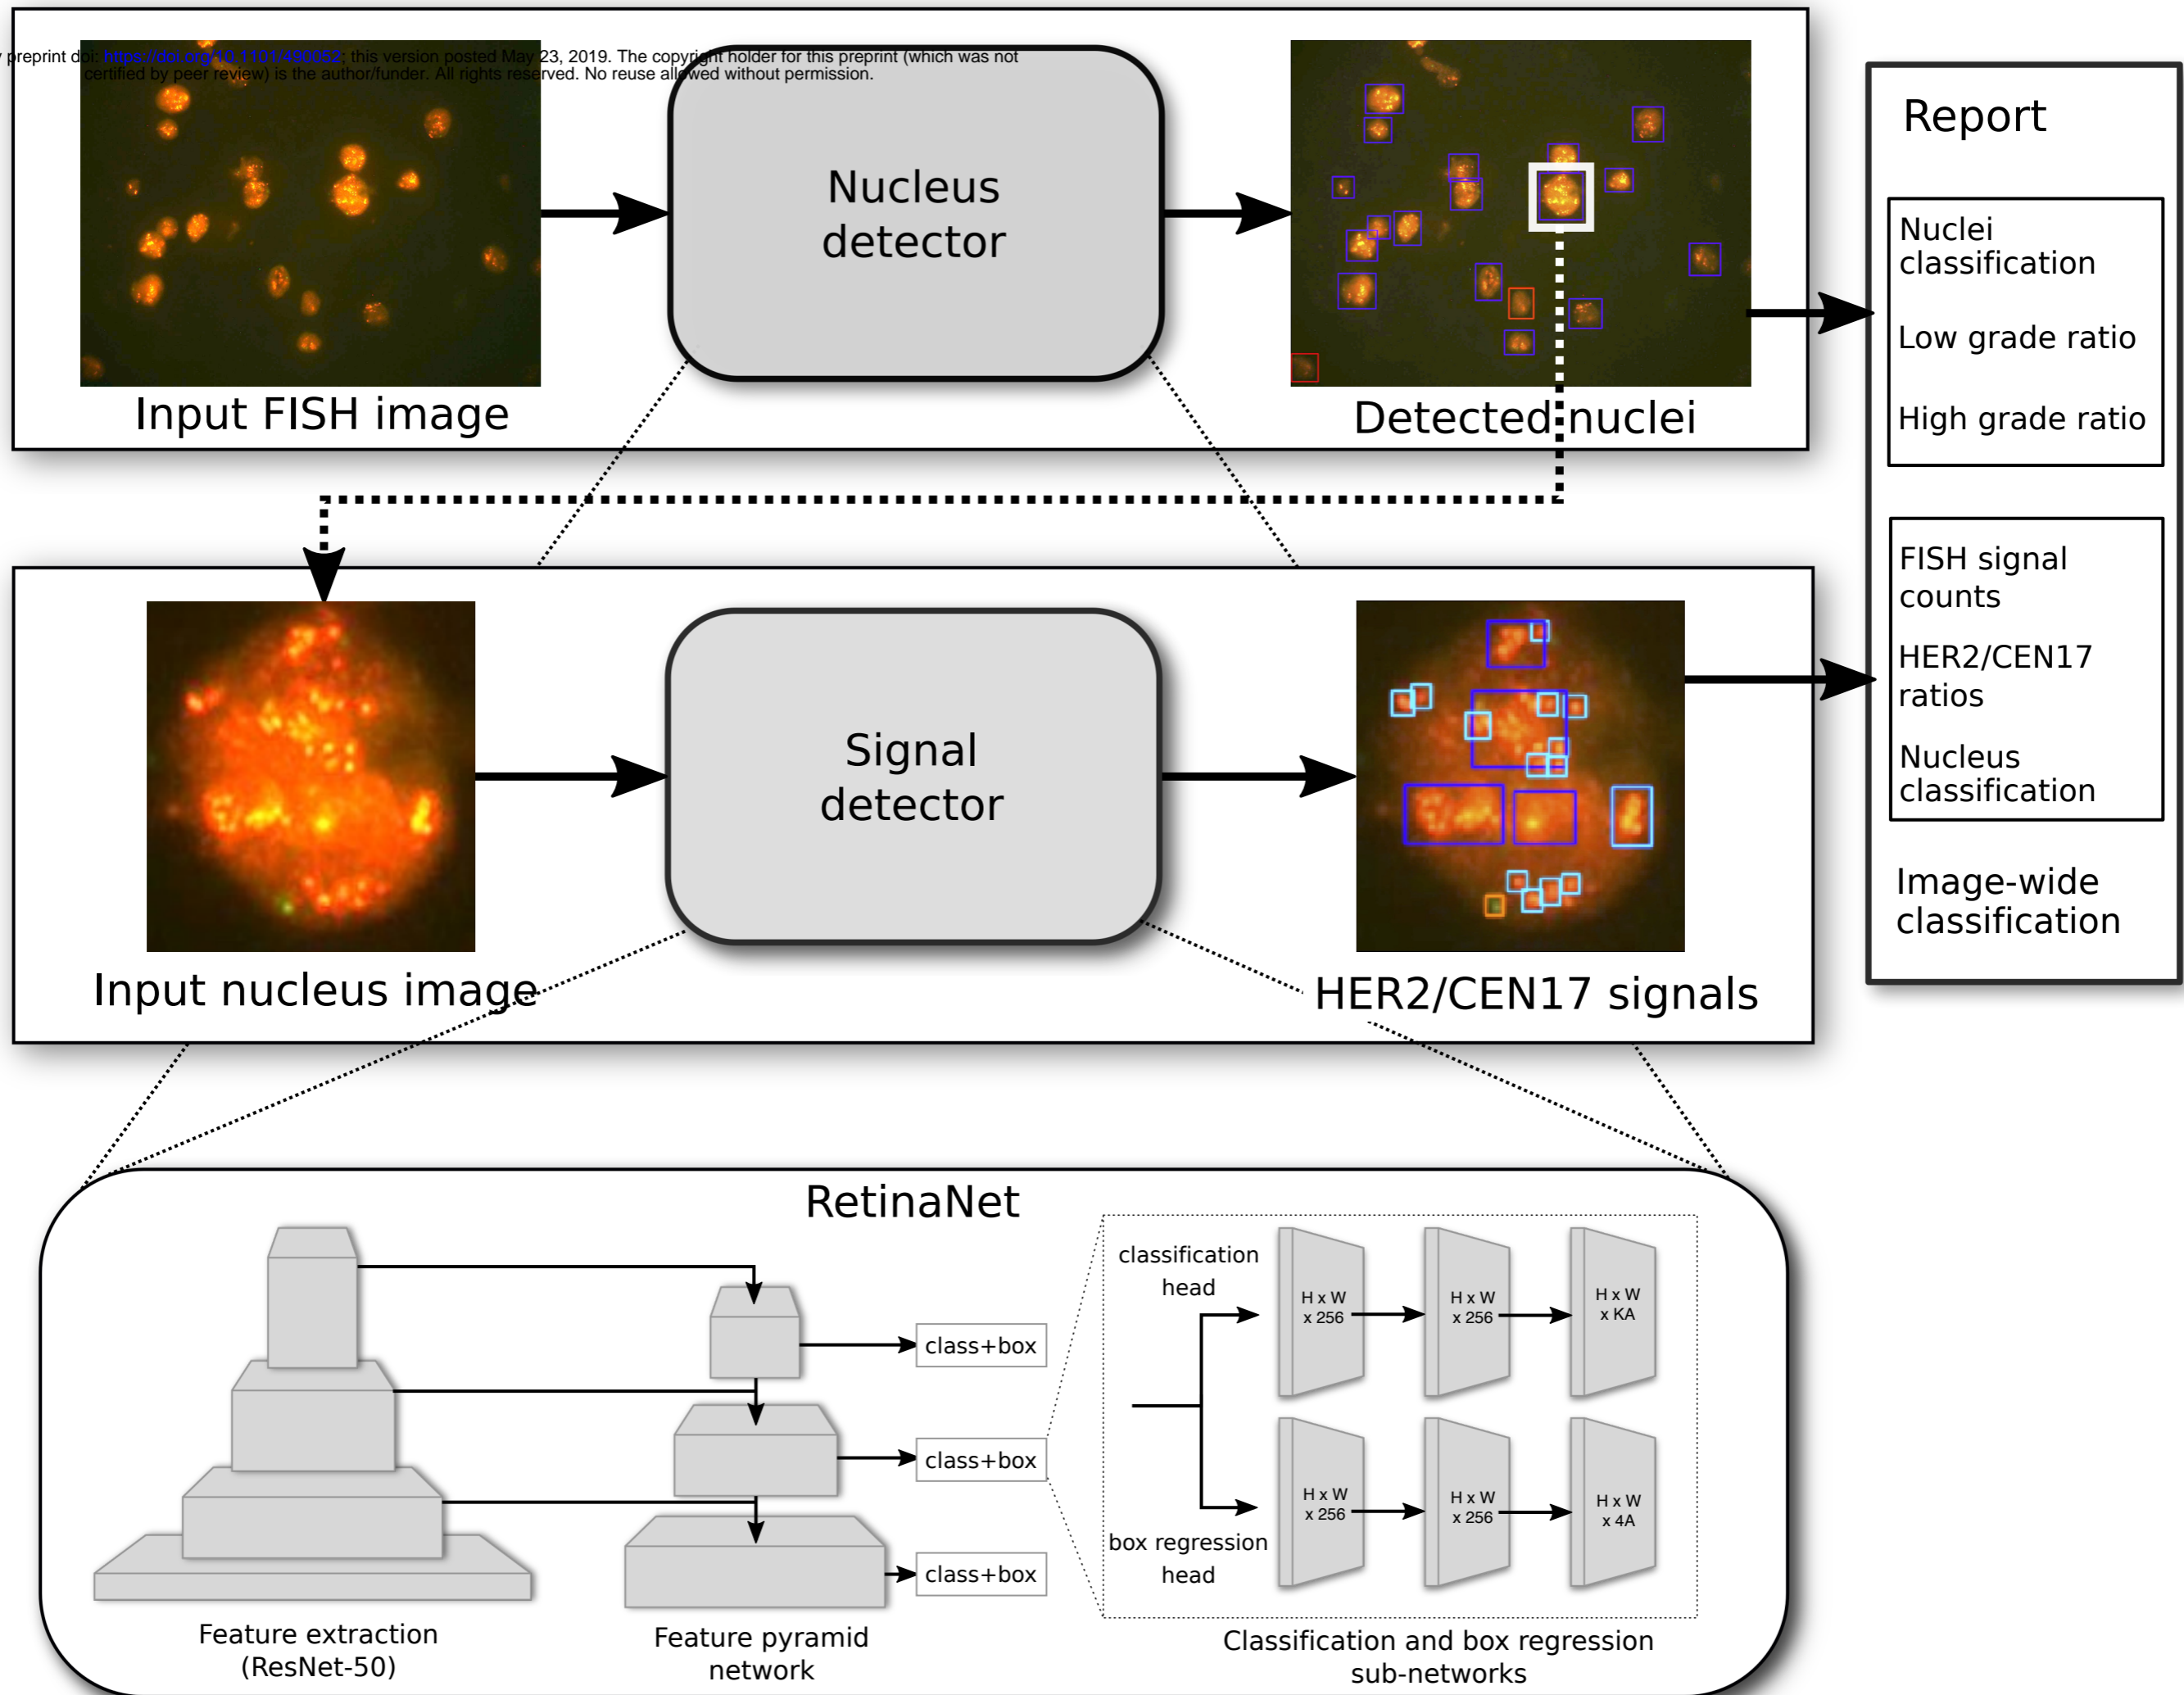 preprint doi: https://doi.org/10.1101/490052; this version posted May 23, 2019. The copyright holder for this preprint (which was not
certified by peer review) is the author/funder. All rights reserved. No reuse allowed without permission.
Nucleus
detector
Input FISH image
Detected nuclei
Report
Nuclei
classification
Low grade ratio
High grade ratio
FISH signal
counts
HER2/CEN17
ratios
Nucleus
classification
Image-wide
classification
Signal
detector
Input nucleus image
HER2/CEN17 signals
RetinaNet
class+box
class+box
class+box
classification
head
H x W
x 256
H x W
x 256
H x W
x KA
box regression
head
H x W
x 256
H x W
x 256
H x W
x 4A
Feature extraction
(ResNet-50)
Feature pyramid
network
Classification and box regression
sub-networks